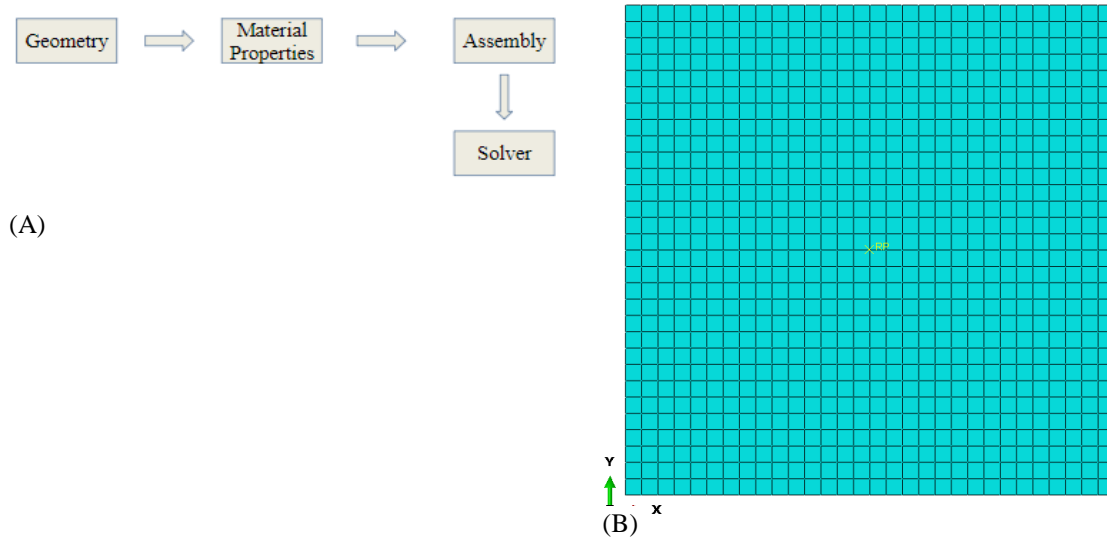 Geometry
Material
Properties
Assembly
Solver
(A)
RP
Y
X
(B)